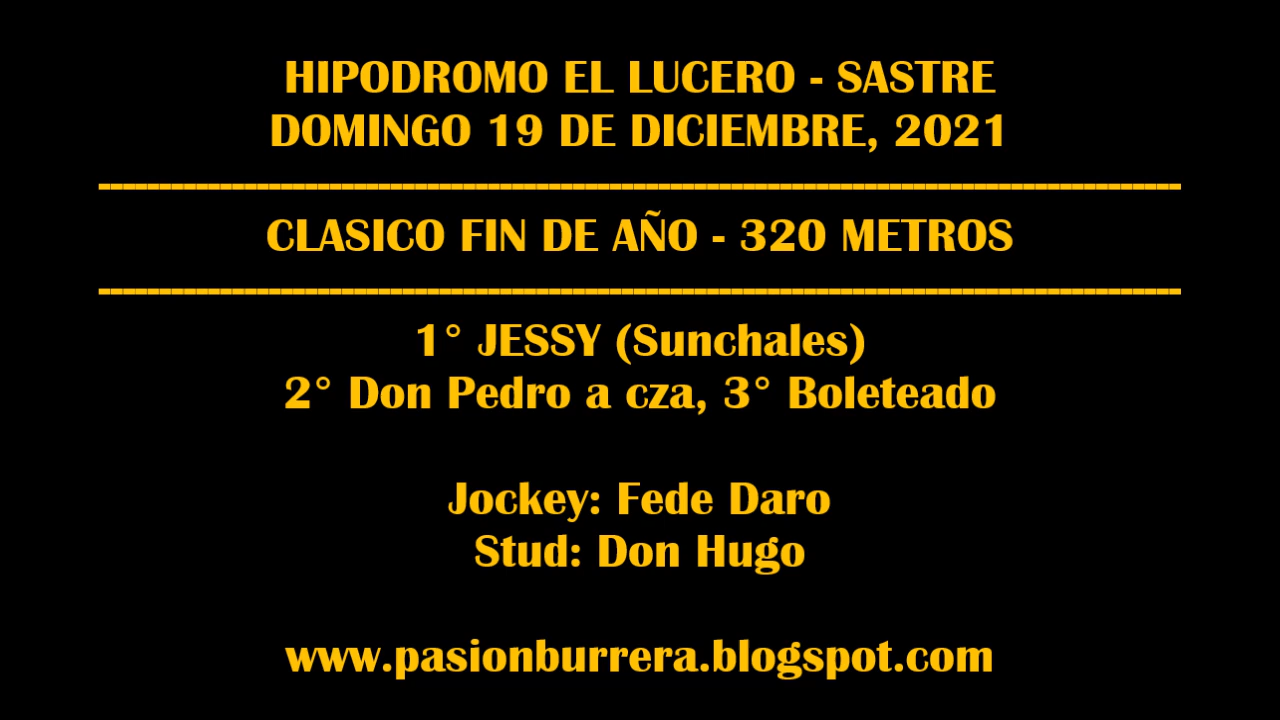 HIPODROMO EL LUCERO - SASTRE
DOMINGO 19 DE DICIEMBRE, 2021
CLASICO FIN DE AÑO - 320 METROS
1° JESSY (Sunchales)
2° Don Pedro a cza, 3° Boleteado
Jockey: Fede Daro
Stud: Don Hugo
www.pasionburrera.blogspot.com